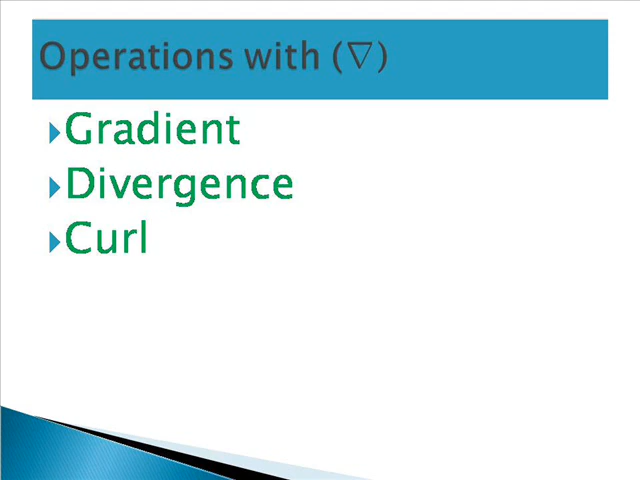 Operations with (∇)
Gradient
Divergence
Curl